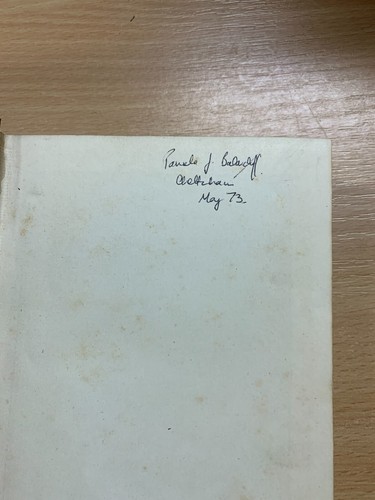 Pamela J.
Cheltenham
May 73.